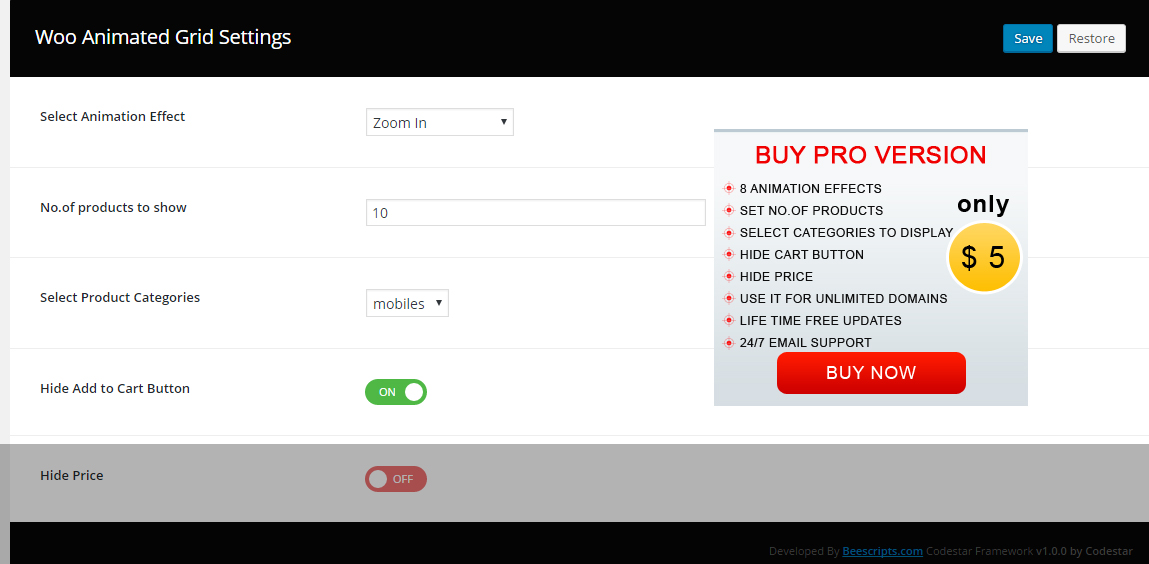 Woo Animated Grid Settings
Save
Restore
Select Animation Effect
Zoom In
No.of products to show
10
Select Product Categories
mobiles
Hide Add to Cart Button
ON
Hide Price
OFF
BUY PRO VERSION
8 ANIMATION EFFECTS
SET NO.OF PRODUCTS
SELECT CATEGORIES TO DISPLAY
HIDE CART BUTTON
HIDE PRICE
USE IT FOR UNLIMITED DOMAINS
LIFE TIME FREE UPDATES
24/7 EMAIL SUPPORT
only
$ 5
BUY NOW
Developed By Beescripts.com Codestar Framework v1.0.0 by Codestar